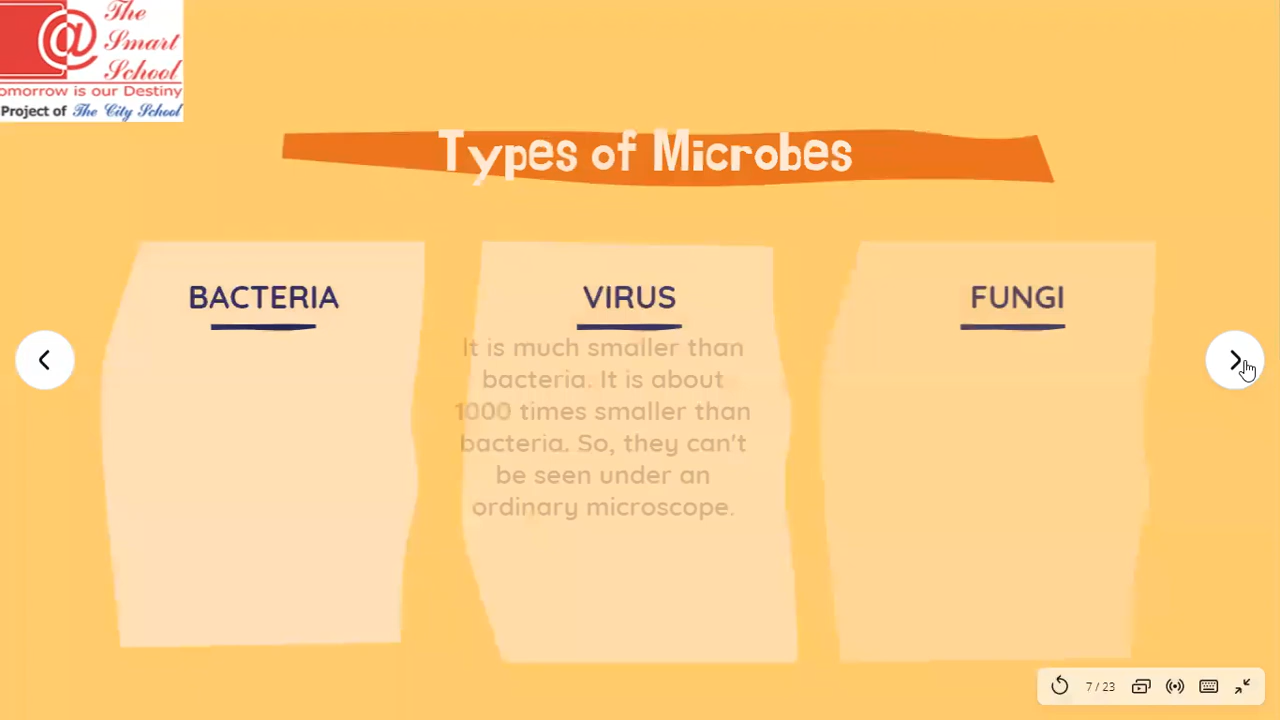 The
Smart
School
omorrow is our Destiny
Project of The City School
Types of Microbes
BACTERIA
VIRUS
It is much smaller than
bacteria. It is about
1000 times smaller than
bacteria. So, they can't
be seen under an
ordinary microscope.
FUNGI
7 / 23